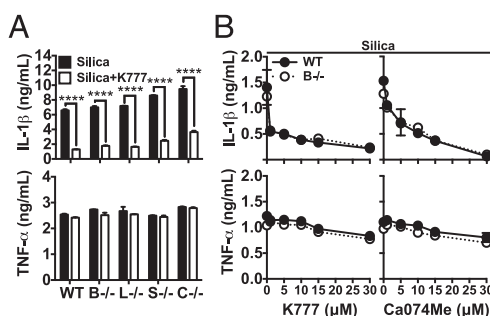 A
B
Silica
Silica+K777
IL-1β (ng/mL)
16
14
12
10
8
6
4
2
0
****
****
****
****
****
TNF-α (ng/mL)
4
3
2
1
0
WT B-/- L-/- S-/- C-/-
Silica
WT
B-/-
IL-1β (ng/mL)
2.0
1.5
1.0
0.5
0.0
TNF-α (ng/mL)
2.0
1.5
1.0
0.5
0.0
0 5 10 15 20 25 30
0 5 10 15 20 25 30
K777 (μM)
Ca074Me (μM)